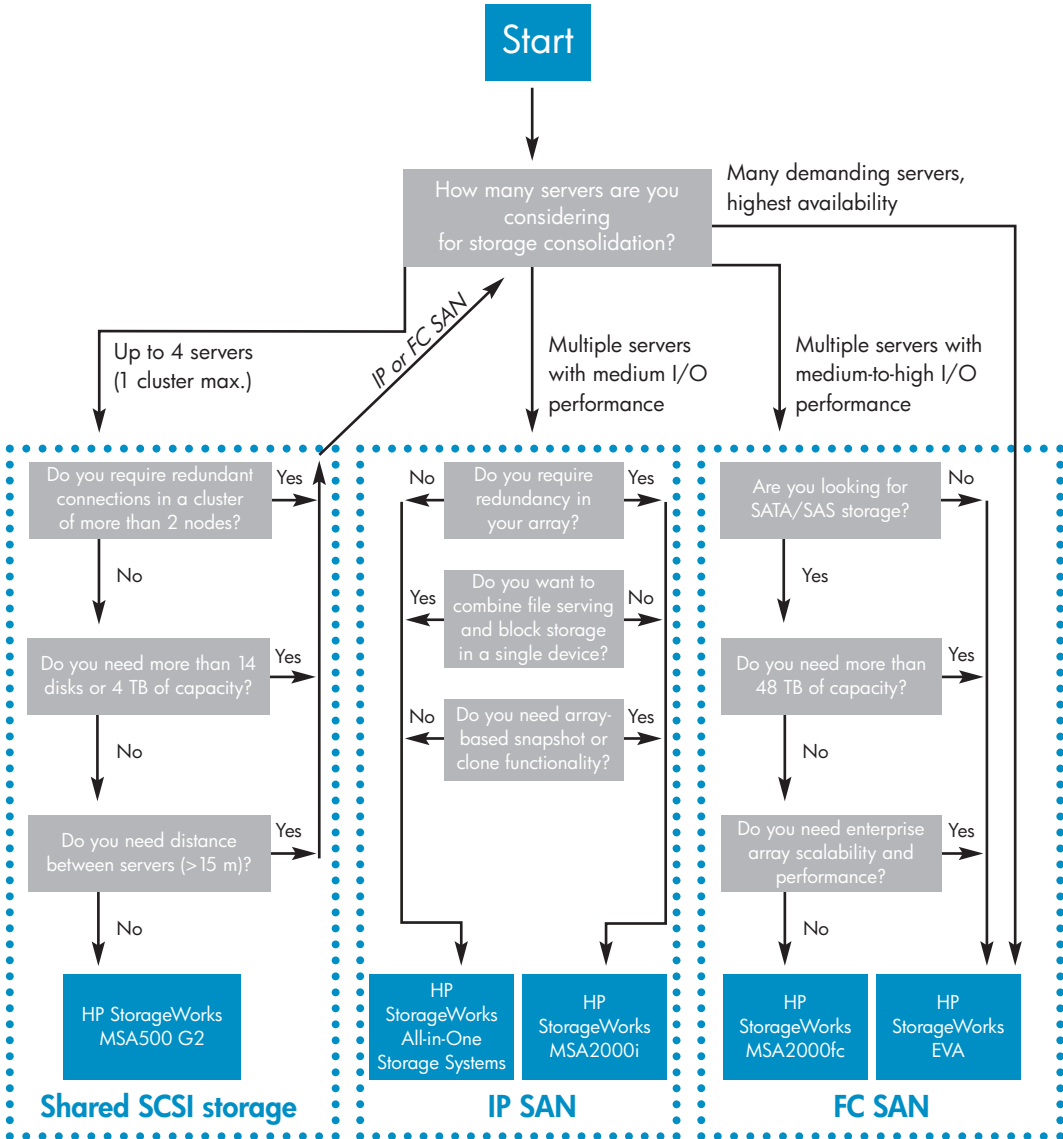 Start
How many servers are you
considering
for storage consolidation?
Many demanding servers,
highest availability
Up to 4 servers
(1 cluster max.)
IP or FC SAN
Multiple servers
with medium I/O
performance
Multiple servers with
medium-to-high I/O
performance
Do you require redundant
connections in a cluster
of more than 2 nodes?
Yes
No
Do you need more than 14
disks or 4 TB of capacity?
Yes
No
Do you need distance
between servers (>15 m)?
Yes
No
HP StorageWorks
MSA500 G2
Shared SCSI storage
No
Do you require
redundancy in
your array?
Yes
Yes
Do you want to
combine file serving
and block storage
in a single device?
No
No
Do you need array-
based snapshot or
clone functionality?
Yes
HP
StorageWorks
All-in-One
Storage Systems
HP
StorageWorks
MSA2000i
IP SAN
Are you looking for
SATA/SAS storage?
No
Yes
Do you need more than
48 TB of capacity?
Yes
No
Do you need enterprise
array scalability and
performance?
Yes
No
HP
StorageWorks
MSA2000fc
HP
StorageWorks
EVA
FC SAN